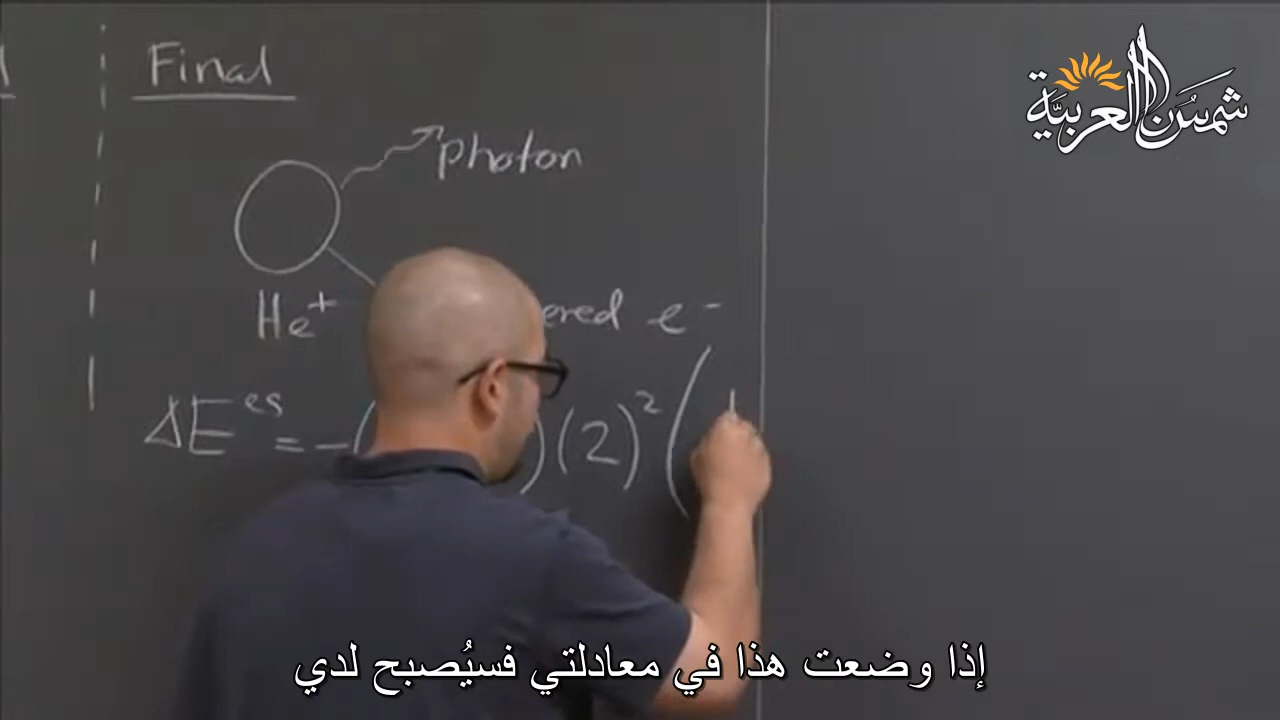 Final
photon
He⁺ ered e⁻
ΔE^es = -( )(2)² (
شمس العربية
إذا وضعت هذا في معادلتي فسيُصبح لدي